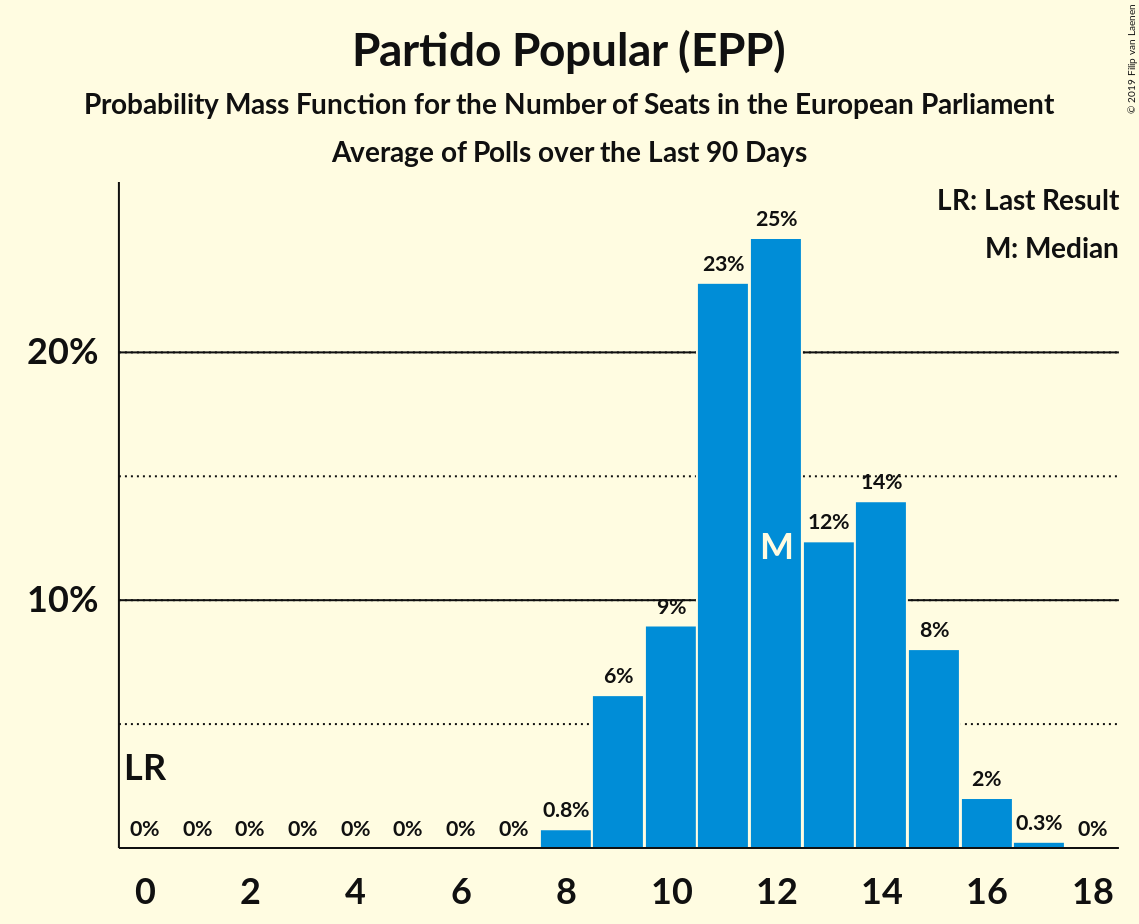 Partido Popular (EPP)
Probability Mass Function for the Number of Seats in the European Parliament
Average of Polls over the Last 90 Days
© 2019 Filip van Laenen
LR: Last Result
M: Median
20%
10%
LR
M
0% 0% 0% 0% 0% 0% 0% 0% 0.8% 6% 9% 23% 25% 12% 14% 8% 2% 0.3% 0%
0 2 4 6 8 10 12 14 16 18